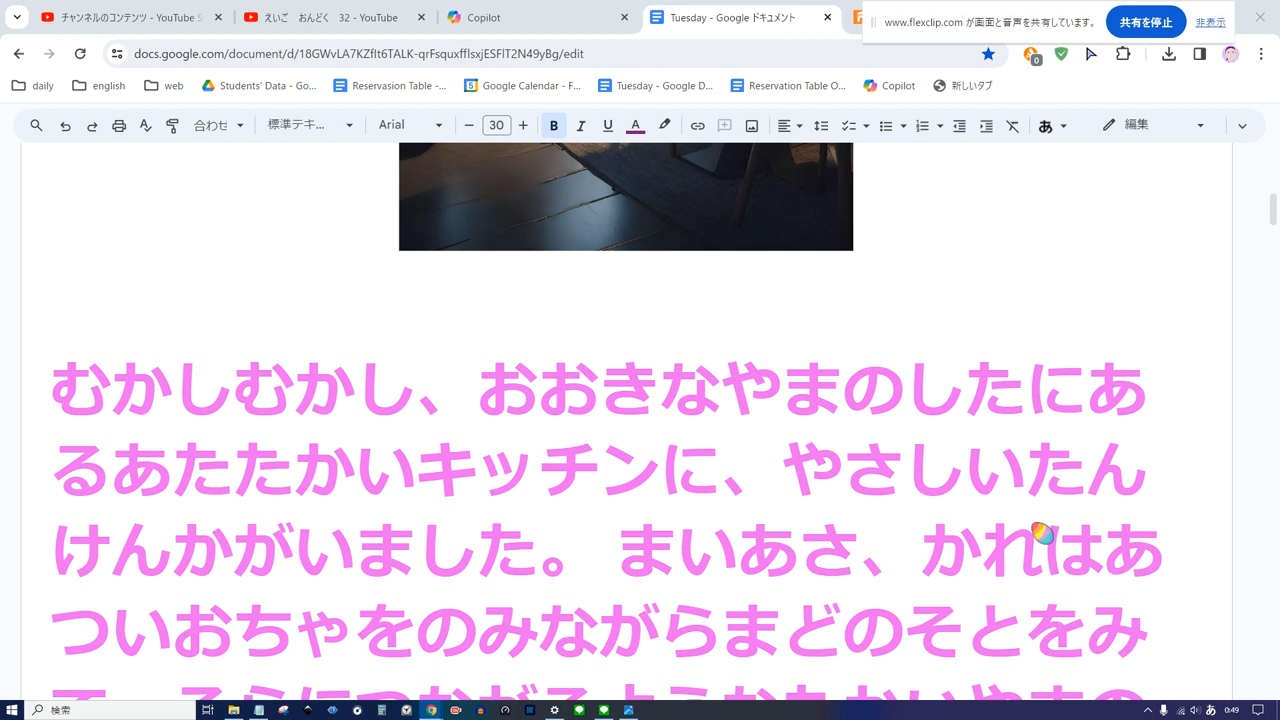 チャンネルのコンテンツ - YouTube S
えいご　おんどく　32 - YouTube
Copilot
Tuesday - Google ドキュメント
www.flexclip.com が画面と音声を共有しています。
共有を停止
非表示
docs.google.com/document/d/18GWvLA7KZflt6TALK-qrFsquxfflsxjESFlT2N49vBg/edit
0
daily
english
web
Students' Data - Go...
Reservasion Table -...
Google Calendar - F...
Tuesday - Google D...
Reservation Table O...
Copilot
新しいタブ
合わせ
標準テキ...
Arial
30
B
I
U
A
あ
編集
むかしむかし、おおきなやまのしたにあ
るあたたかいキッチンに、やさしいたん
けんかがいました。 まいあさ、かれはあ
ついおちゃをのみながらまどのそとをみ
検索
あ
0:49